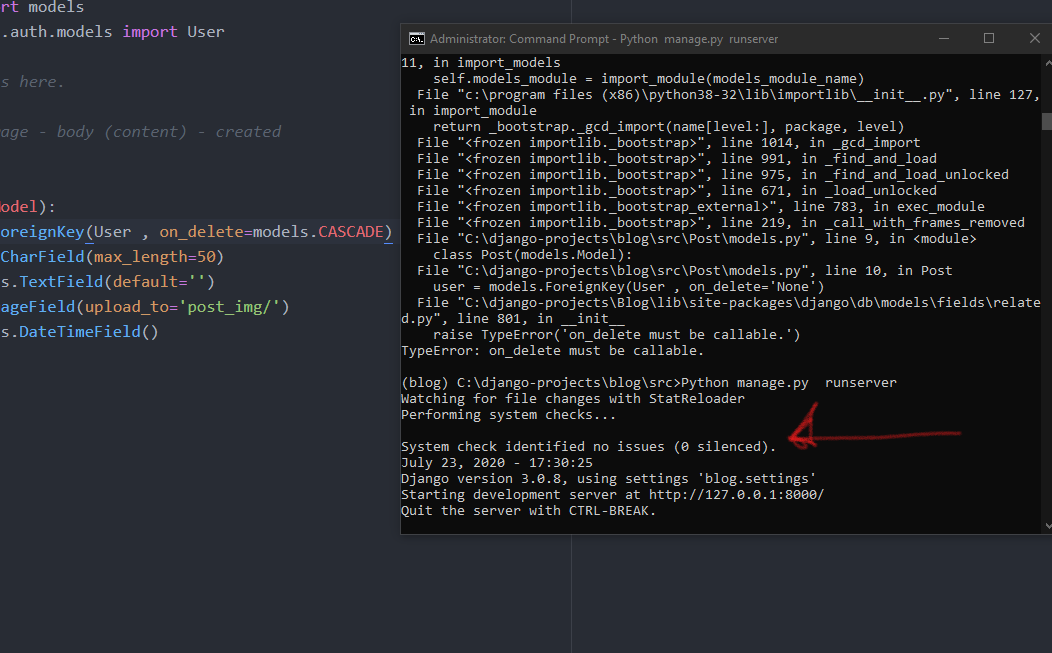 rt models
.auth.models import User
s here.
age - body (content) - created
odel):
oreignKey(User , on_delete=models.CASCADE)
CharField(max_length=50)
s.TextField(default='')
ageField(upload_to='post_img/')
s.DateTimeField()
Administrator: Command Prompt - Python manage.py runserver
11, in import_models
self.models_module = import_module(models_module_name)
File "c:\program files (x86)\python38-32\lib\importlib\__init__.py", line 127,
in import_module
return _bootstrap._gcd_import(name[level:], package, level)
File "<frozen importlib._bootstrap>", line 1014, in _gcd_import
File "<frozen importlib._bootstrap>", line 991, in _find_and_load
File "<frozen importlib._bootstrap>", line 975, in _find_and_load_unlocked
File "<frozen importlib._bootstrap>", line 671, in _load_unlocked
File "<frozen importlib._bootstrap_external>", line 783, in exec_module
File "<frozen importlib._bootstrap>", line 219, in _call_with_frames_removed
File "C:\django-projects\blog\src\Post\models.py", line 9, in <module>
class Post(models.Model):
File "C:\django-projects\blog\src\Post\models.py", line 10, in Post
user = models.ForeignKey(User , on_delete='None')
File "C:\django-projects\Blog\lib\site-packages\django\db\models\fields\relate
d.py", line 801, in __init__
raise TypeError('on_delete must be callable.')
TypeError: on_delete must be callable.
(blog) C:\django-projects\blog\src>Python manage.py  runserver
Watching for file changes with StatReloader
Performing system checks...
System check identified no issues (0 silenced).
July 23, 2020 - 17:30:25
Django version 3.0.8, using settings 'blog.settings'
Starting development server at http://127.0.0.1:8000/
Quit the server with CTRL-BREAK.